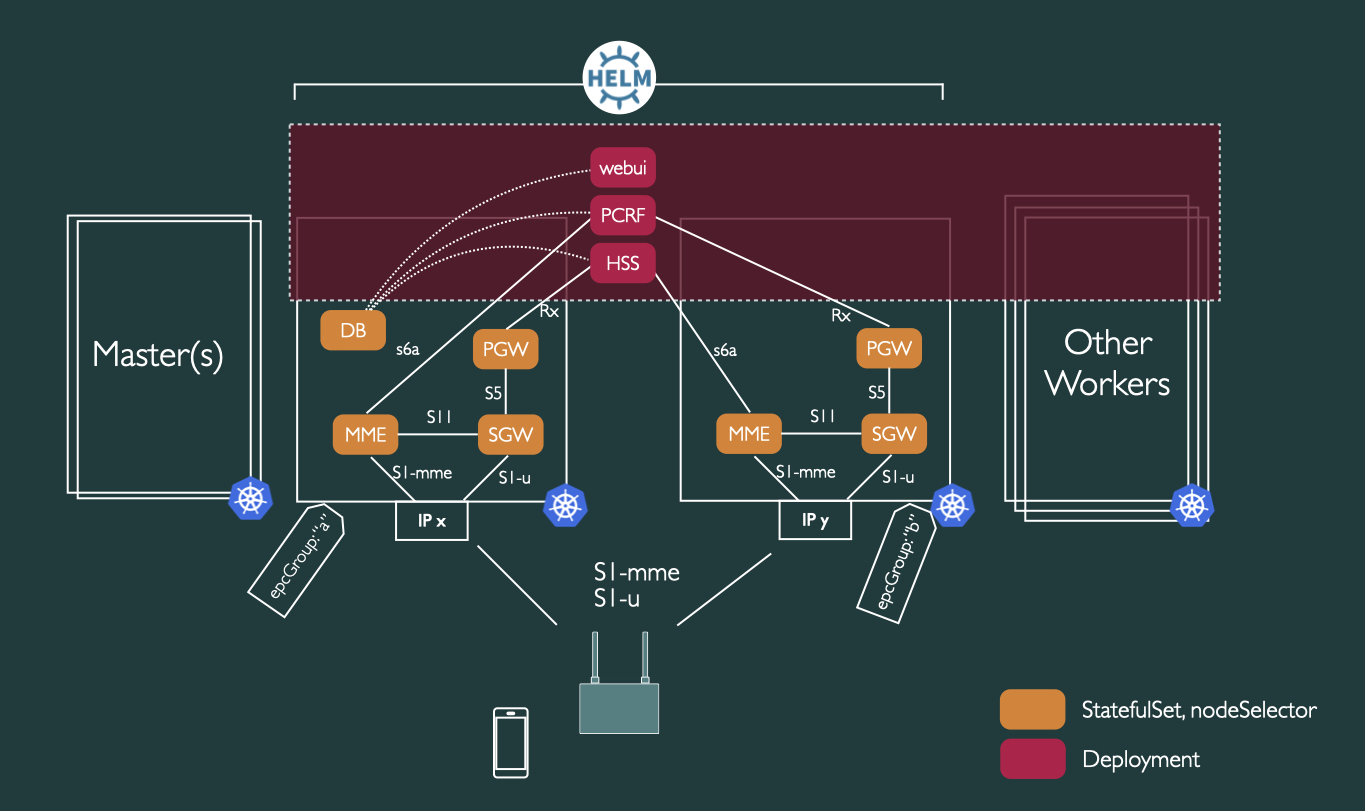 HELM
webui
PCRF
HSS
Master(s)
DB
Rx
PGW
s6a
S5
S11
MME
SGW
S1-mme
S1-u
IP x
epcGroup: "a"
Rx
PGW
s6a
S5
S11
MME
SGW
S1-mme
S1-u
IP y
epcGroup: "b"
Other
Workers
S1-mme
S1-u
StatefulSet, nodeSelector
Deployment